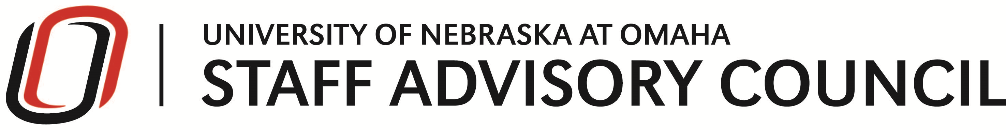 UNIVERSITY OF NEBRASKA AT OMAHA
STAFF ADVISORY COUNCIL